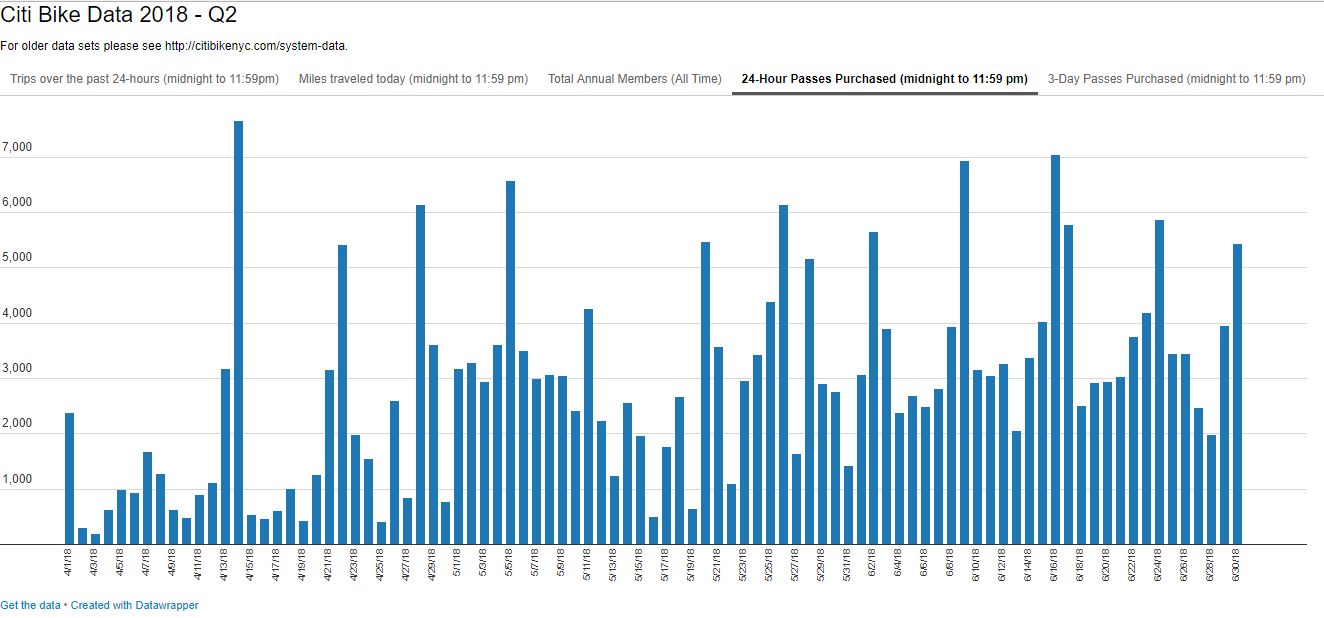 Citi Bike Data 2018 - Q2
For older data sets please see http://citibikenyc.com/system-data.
Trips over the past 24-hours (midnight to 11:59pm) Miles traveled today (midnight to 11:59 pm) Total Annual Members (All Time) 24-Hour Passes Purchased (midnight to 11:59 pm) 3-Day Passes Purchased (midnight to 11:59 pm)
7,000
6,000
5,000
4,000
3,000
2,000
1,000
4/1/18 4/3/18 4/5/18 4/7/18 4/9/18 4/11/18 4/13/18 4/15/18 4/17/18 4/19/18 4/21/18 4/23/18 4/25/18 4/27/18 4/29/18 5/1/18 5/3/18 5/5/18 5/7/18 5/9/18 5/11/18 5/13/18 5/15/18 5/17/18 5/19/18 5/21/18 5/23/18 5/25/18 5/27/18 5/29/18 5/31/18 6/2/18 6/4/18 6/6/18 6/8/18 6/10/18 6/12/18 6/14/18 6/16/18 6/18/18 6/20/18 6/22/18 6/24/18 6/26/18 6/28/18 6/30/18
Get the data • Created with Datawrapper